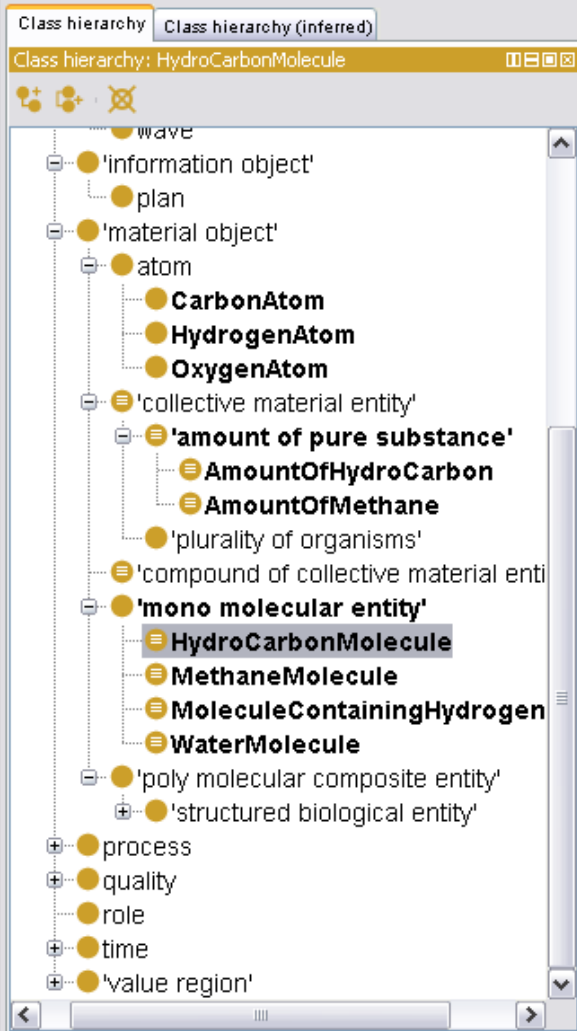 Class hierarchy Class hierarchy (inferred)
Class hierarchy: HydroCarbonMolecule
wave
'information object'
plan
'material object'
atom
CarbonAtom
HydrogenAtom
OxygenAtom
'collective material entity'
'amount of pure substance'
AmountOfHydroCarbon
AmountOfMethane
'plurality of organisms'
'compound of collective material enti
'mono molecular entity'
HydroCarbonMolecule
MethaneMolecule
MoleculeContainingHydrogen
WaterMolecule
'poly molecular composite entity'
'structured biological entity'
process
quality
role
time
'value region'